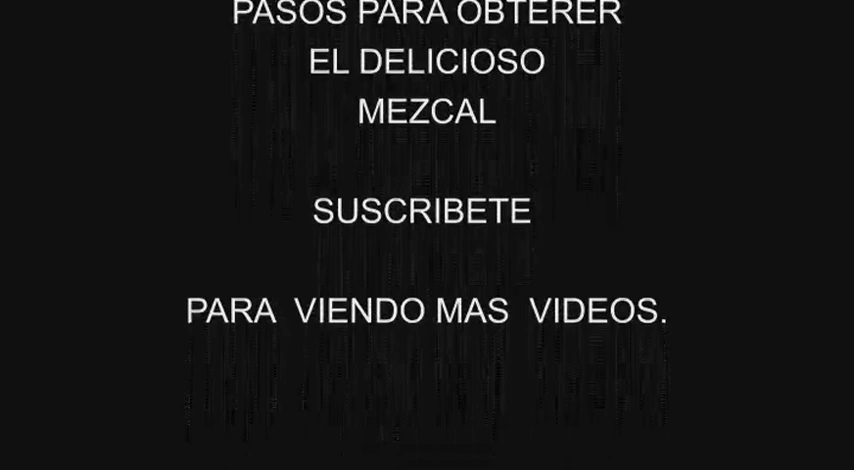 PASOS PARA OBTERER
EL DELICIOSO
MEZCAL
SUSCRIBETE
PARA VIENDO MAS VIDEOS.